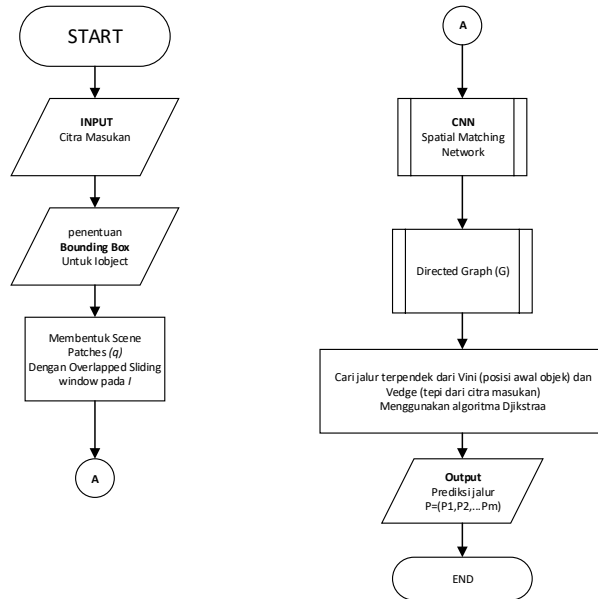 START
INPUT
Citra Masukan
penentuan
Bounding Box
Untuk Iobject
Membentuk Scene
Patches (q)
Dengan Overlapped Sliding
window pada I
A
A
CNN
Spatial Matching
Network
Directed Graph (G)
Cari jalur terpendek dari Vini (posisi awal objek) dan
Vedge (tepi dari citra masukan)
Menggunakan algoritma Djikstraa
Output
Prediksi jalur
P=(P1,P2,...Pm)
END